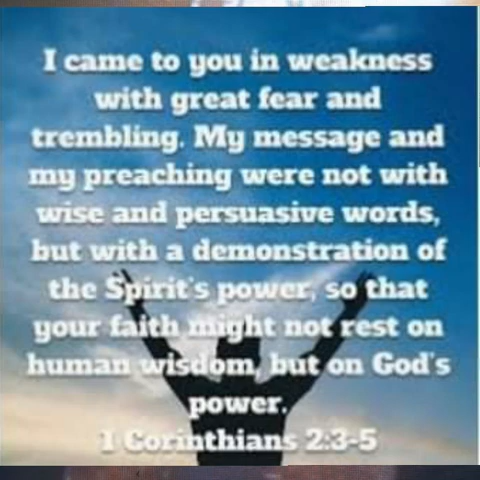 I came to you in weakness
with great fear and
trembling. My message and
my preaching were not with
wise and persuasive words,
but with a demonstration of
the Spirit's power, so that
your faith might not rest on
human wisdom, but on God's
power.
1 Corinthians 2:3-5